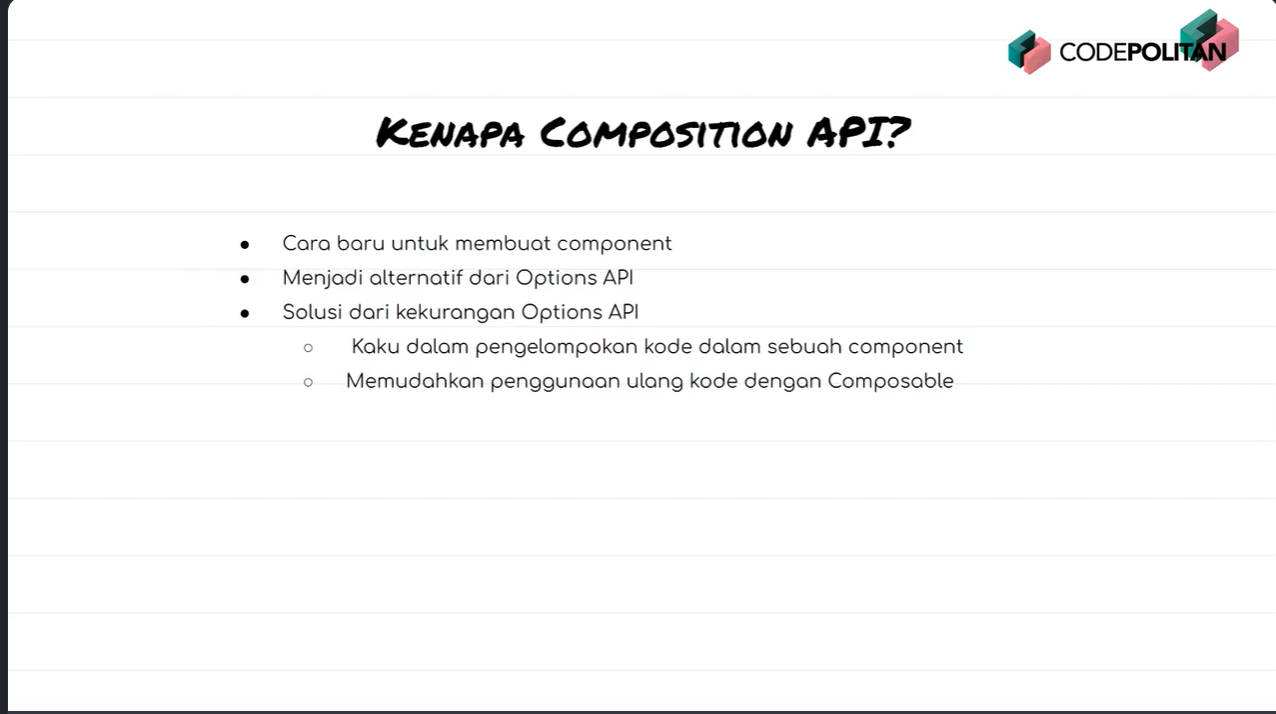 CODEPOLITAN
KENAPA COMPOSITION API?
● Cara baru untuk membuat component
● Menjadi alternatif dari Options API
● Solusi dari kekurangan Options API
○ Kaku dalam pengelompokan kode dalam sebuah component
○ Memudahkan penggunaan ulang kode dengan Composable